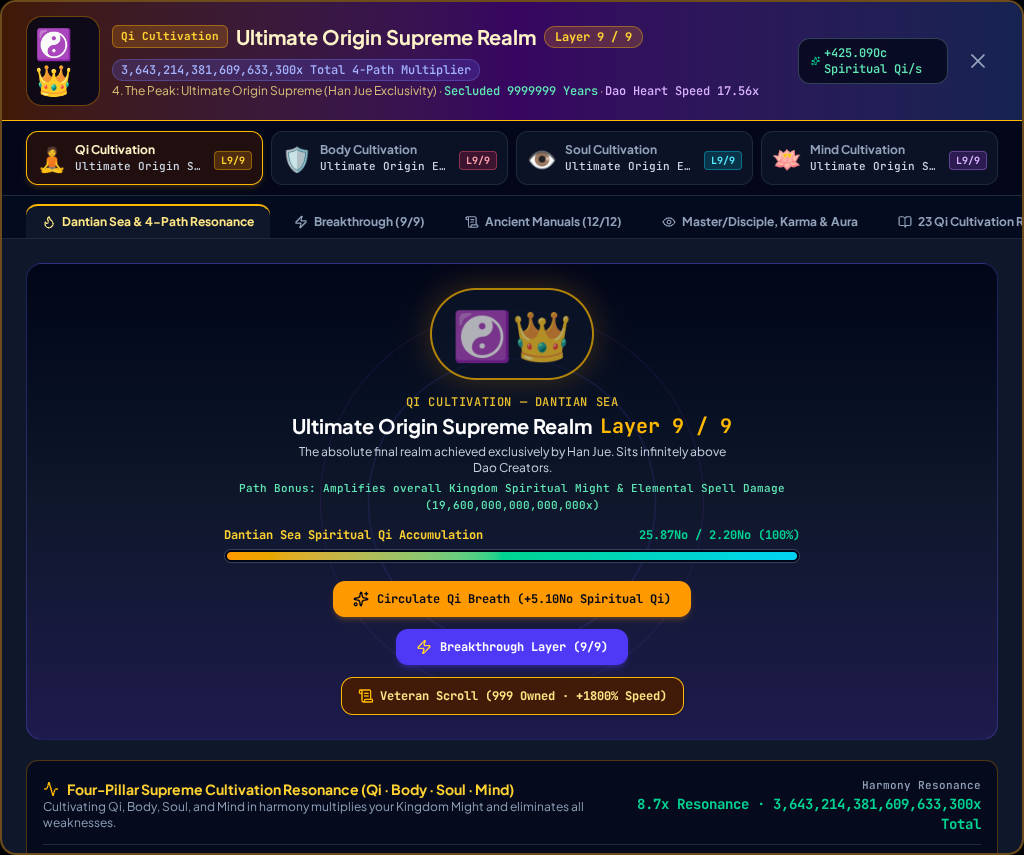 Qi Cultivation
Ultimate Origin Supreme Realm
Layer 9 / 9
3,643,214,381,609,633,300x Total 4-Path Multiplier
4. The Peak: Ultimate Origin Supreme (Han Jue Exclusivity) · Secluded 9999999 Years · Dao Heart Speed 17.56x
+425.09Oc
Spiritual Qi/s
Qi Cultivation
Ultimate Origin S…
L9/9
Body Cultivation
Ultimate Origin E…
L9/9
Soul Cultivation
Ultimate Origin E…
L9/9
Mind Cultivation
Ultimate Origin S…
L9/9
Dantian Sea & 4-Path Resonance
Breakthrough (9/9)
Ancient Manuals (12/12)
Master/Disciple, Karma & Aura
23 Qi Cultivation R
QI CULTIVATION — DANTIAN SEA
Ultimate Origin Supreme Realm Layer 9 / 9
The absolute final realm achieved exclusively by Han Jue. Sits infinitely above
Dao Creators.
Path Bonus: Amplifies overall Kingdom Spiritual Might & Elemental Spell Damage
(19,600,000,000,000,000x)
Dantian Sea Spiritual Qi Accumulation
25.87No / 2.20No (100%)
Circulate Qi Breath (+5.10No Spiritual Qi)
Breakthrough Layer (9/9)
Veteran Scroll (999 Owned · +1800% Speed)
Four-Pillar Supreme Cultivation Resonance (Qi · Body · Soul · Mind)
Cultivating Qi, Body, Soul, and Mind in harmony multiplies your Kingdom Might and eliminates all
weaknesses.
Harmony Resonance
8.7x Resonance · 3,643,214,381,609,633,300x
Total